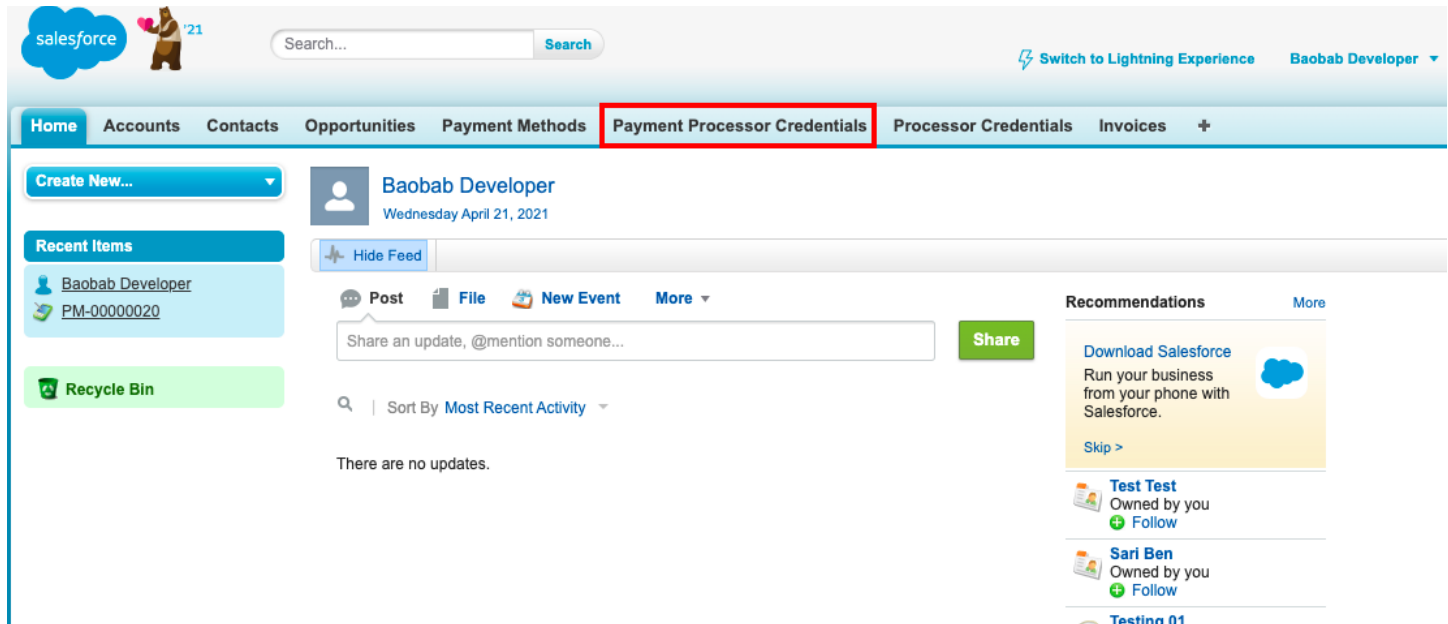 salesforce
'21
Search...
Search
Switch to Lightning Experience
Baobab Developer
Home Accounts Contacts Opportunities Payment Methods Payment Processor Credentials Processor Credentials Invoices +
Create New...
Recent Items
Baobab Developer
PM-00000020
Recycle Bin
Baobab Developer
Wednesday April 21, 2021
Hide Feed
Post File New Event More
Share an update, @mention someone...
Share
Sort By Most Recent Activity
There are no updates.
Recommendations More
Download Salesforce
Run your business
from your phone with
Salesforce.
Skip >
Test Test
Owned by you
Follow
Sari Ben
Owned by you
Follow
Testing 01